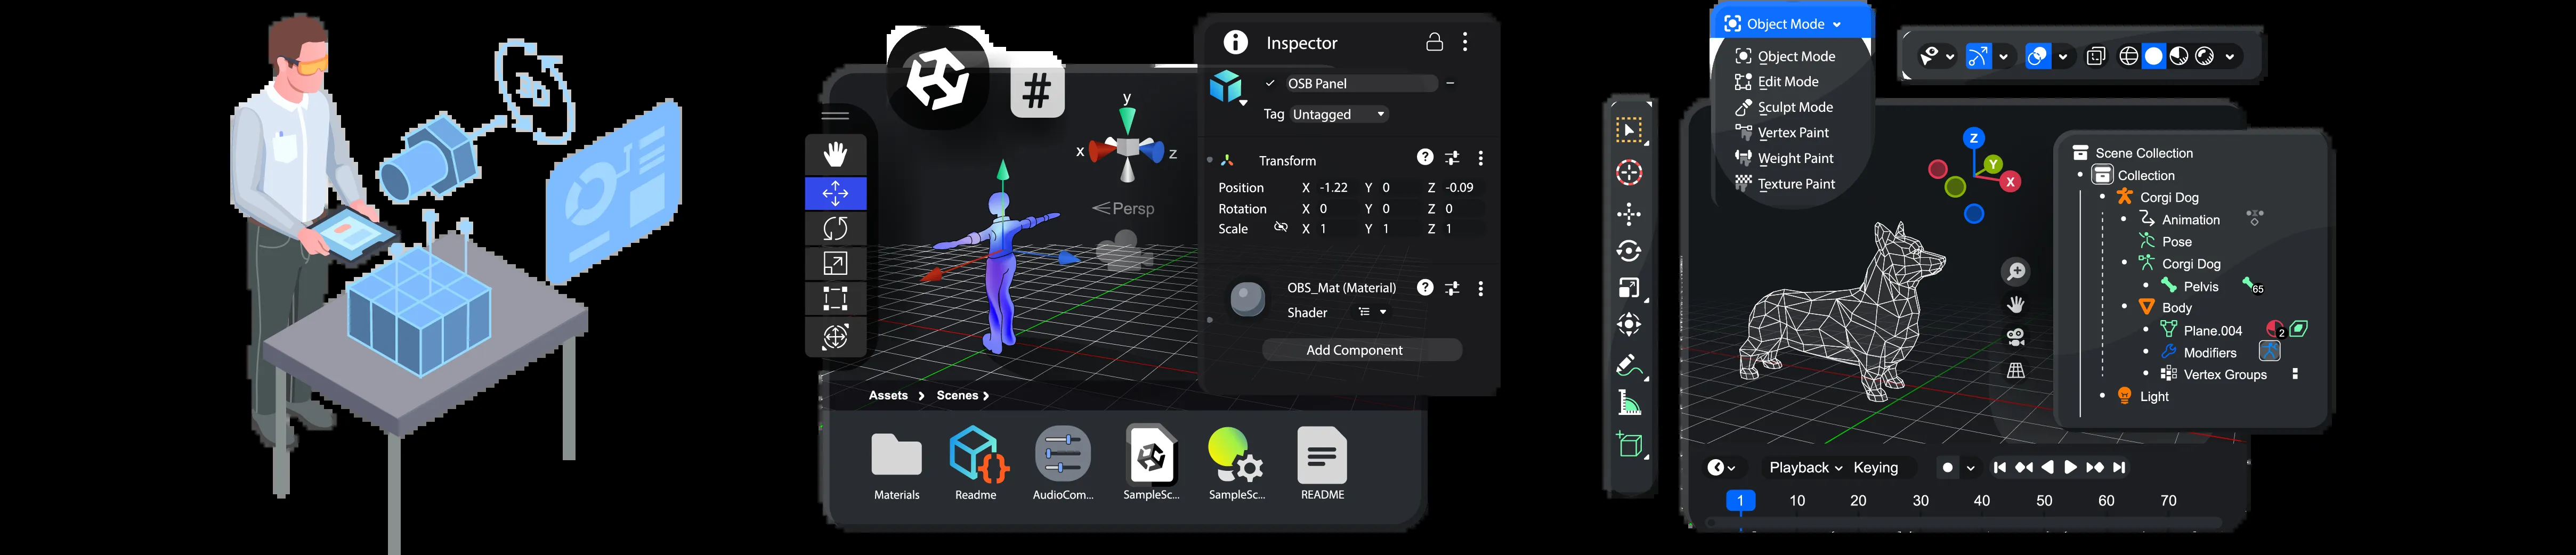 #
Inspector
OSB Panel
Tag Untagged
y
x
z
Persp
Transform
Position X -1.22 Y 0 Z -0.09
Rotation X 0 Y 0 Z 0
Scale X 1 Y 1 Z 1
OBS_Mat (Material)
Shader
Add Component
Assets > Scenes >
Materials
Readme
AudioCom...
SampleSc...
SampleSc...
README
Object Mode
Object Mode
Edit Mode
Sculpt Mode
Vertex Paint
Weight Paint
Texture Paint
Z
Y
X
Scene Collection
Collection
Corgi Dog
Animation
Pose
Corgi Dog
Pelvis 65
Body
Plane.004 2
Modifiers
Vertex Groups
Light
Playback Keying
1 10 20 30 40 50 60 70